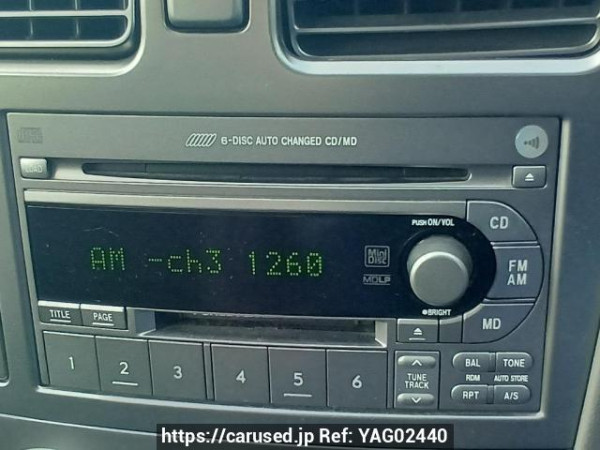 6-DISC AUTO CHANGED CD/MD
PUSH ON/VOL
CD
AM -ch3 1260
Mini
DISC
MDLP
FM
AM
BRIGHT
MD
TITLE
PAGE
1
2
3
4
5
6
TUNE
TRACK
BAL
TONE
RDM
AUTO STORE
RPT
A/S
https://carused.jp Ref: YAG02440